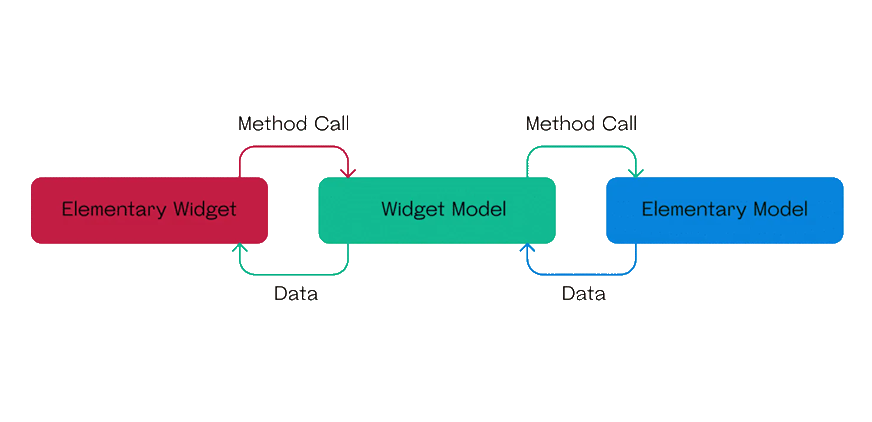 Method Call
Method Call
Elementary Widget
Widget Model
Elementary Model
Data
Data